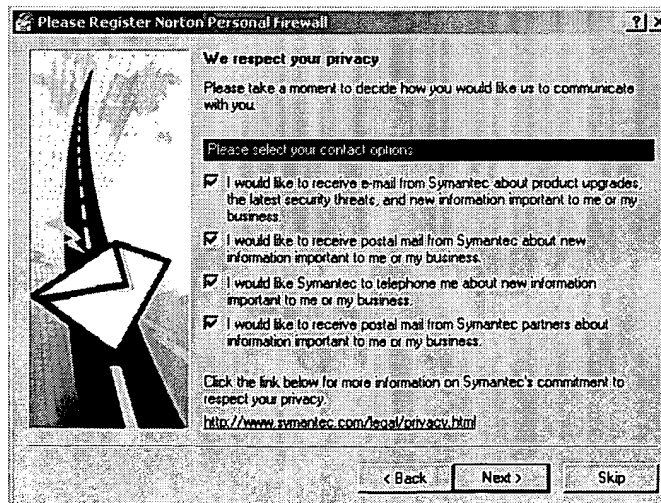 Please Register Norton Personal Firewall
We respect your privacy
Please take a moment to decide how you would like us to communicate
with you.
Please select your contact options
I would like to receive e-mail from Symantec about product upgrades,
the latest security threats, and new information important to me or my
business.
I would like to receive postal mail from Symantec about new
information important to me or my business.
I would like Symantec to telephone me about new information
important to me or my business.
I would like to receive postal mail from Symantec partners about
information important to me or my business.
Click the link below for more information on Symantec's commitment to
respect your privacy.
http://www.symantec.com/legal/privacy.html
< Back Next > Skip